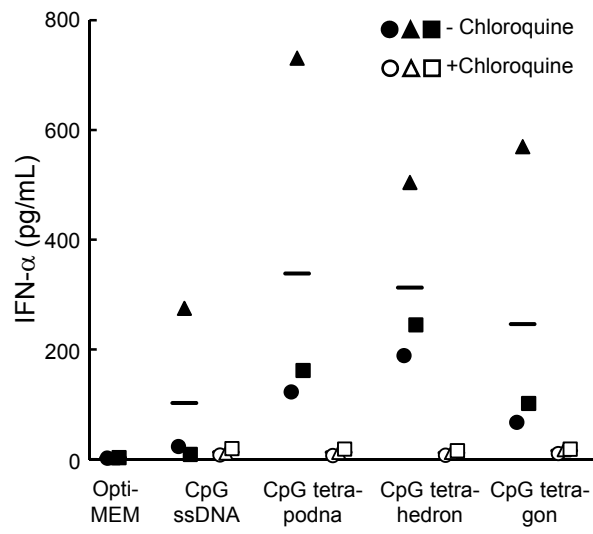 800
- Chloroquine
+Chloroquine
600
400
200
0
IFN-α (pg/mL)
Opti-
MEM
CpG
ssDNA
CpG tetra-
podna
CpG tetra-
hedron
CpG tetra-
gon